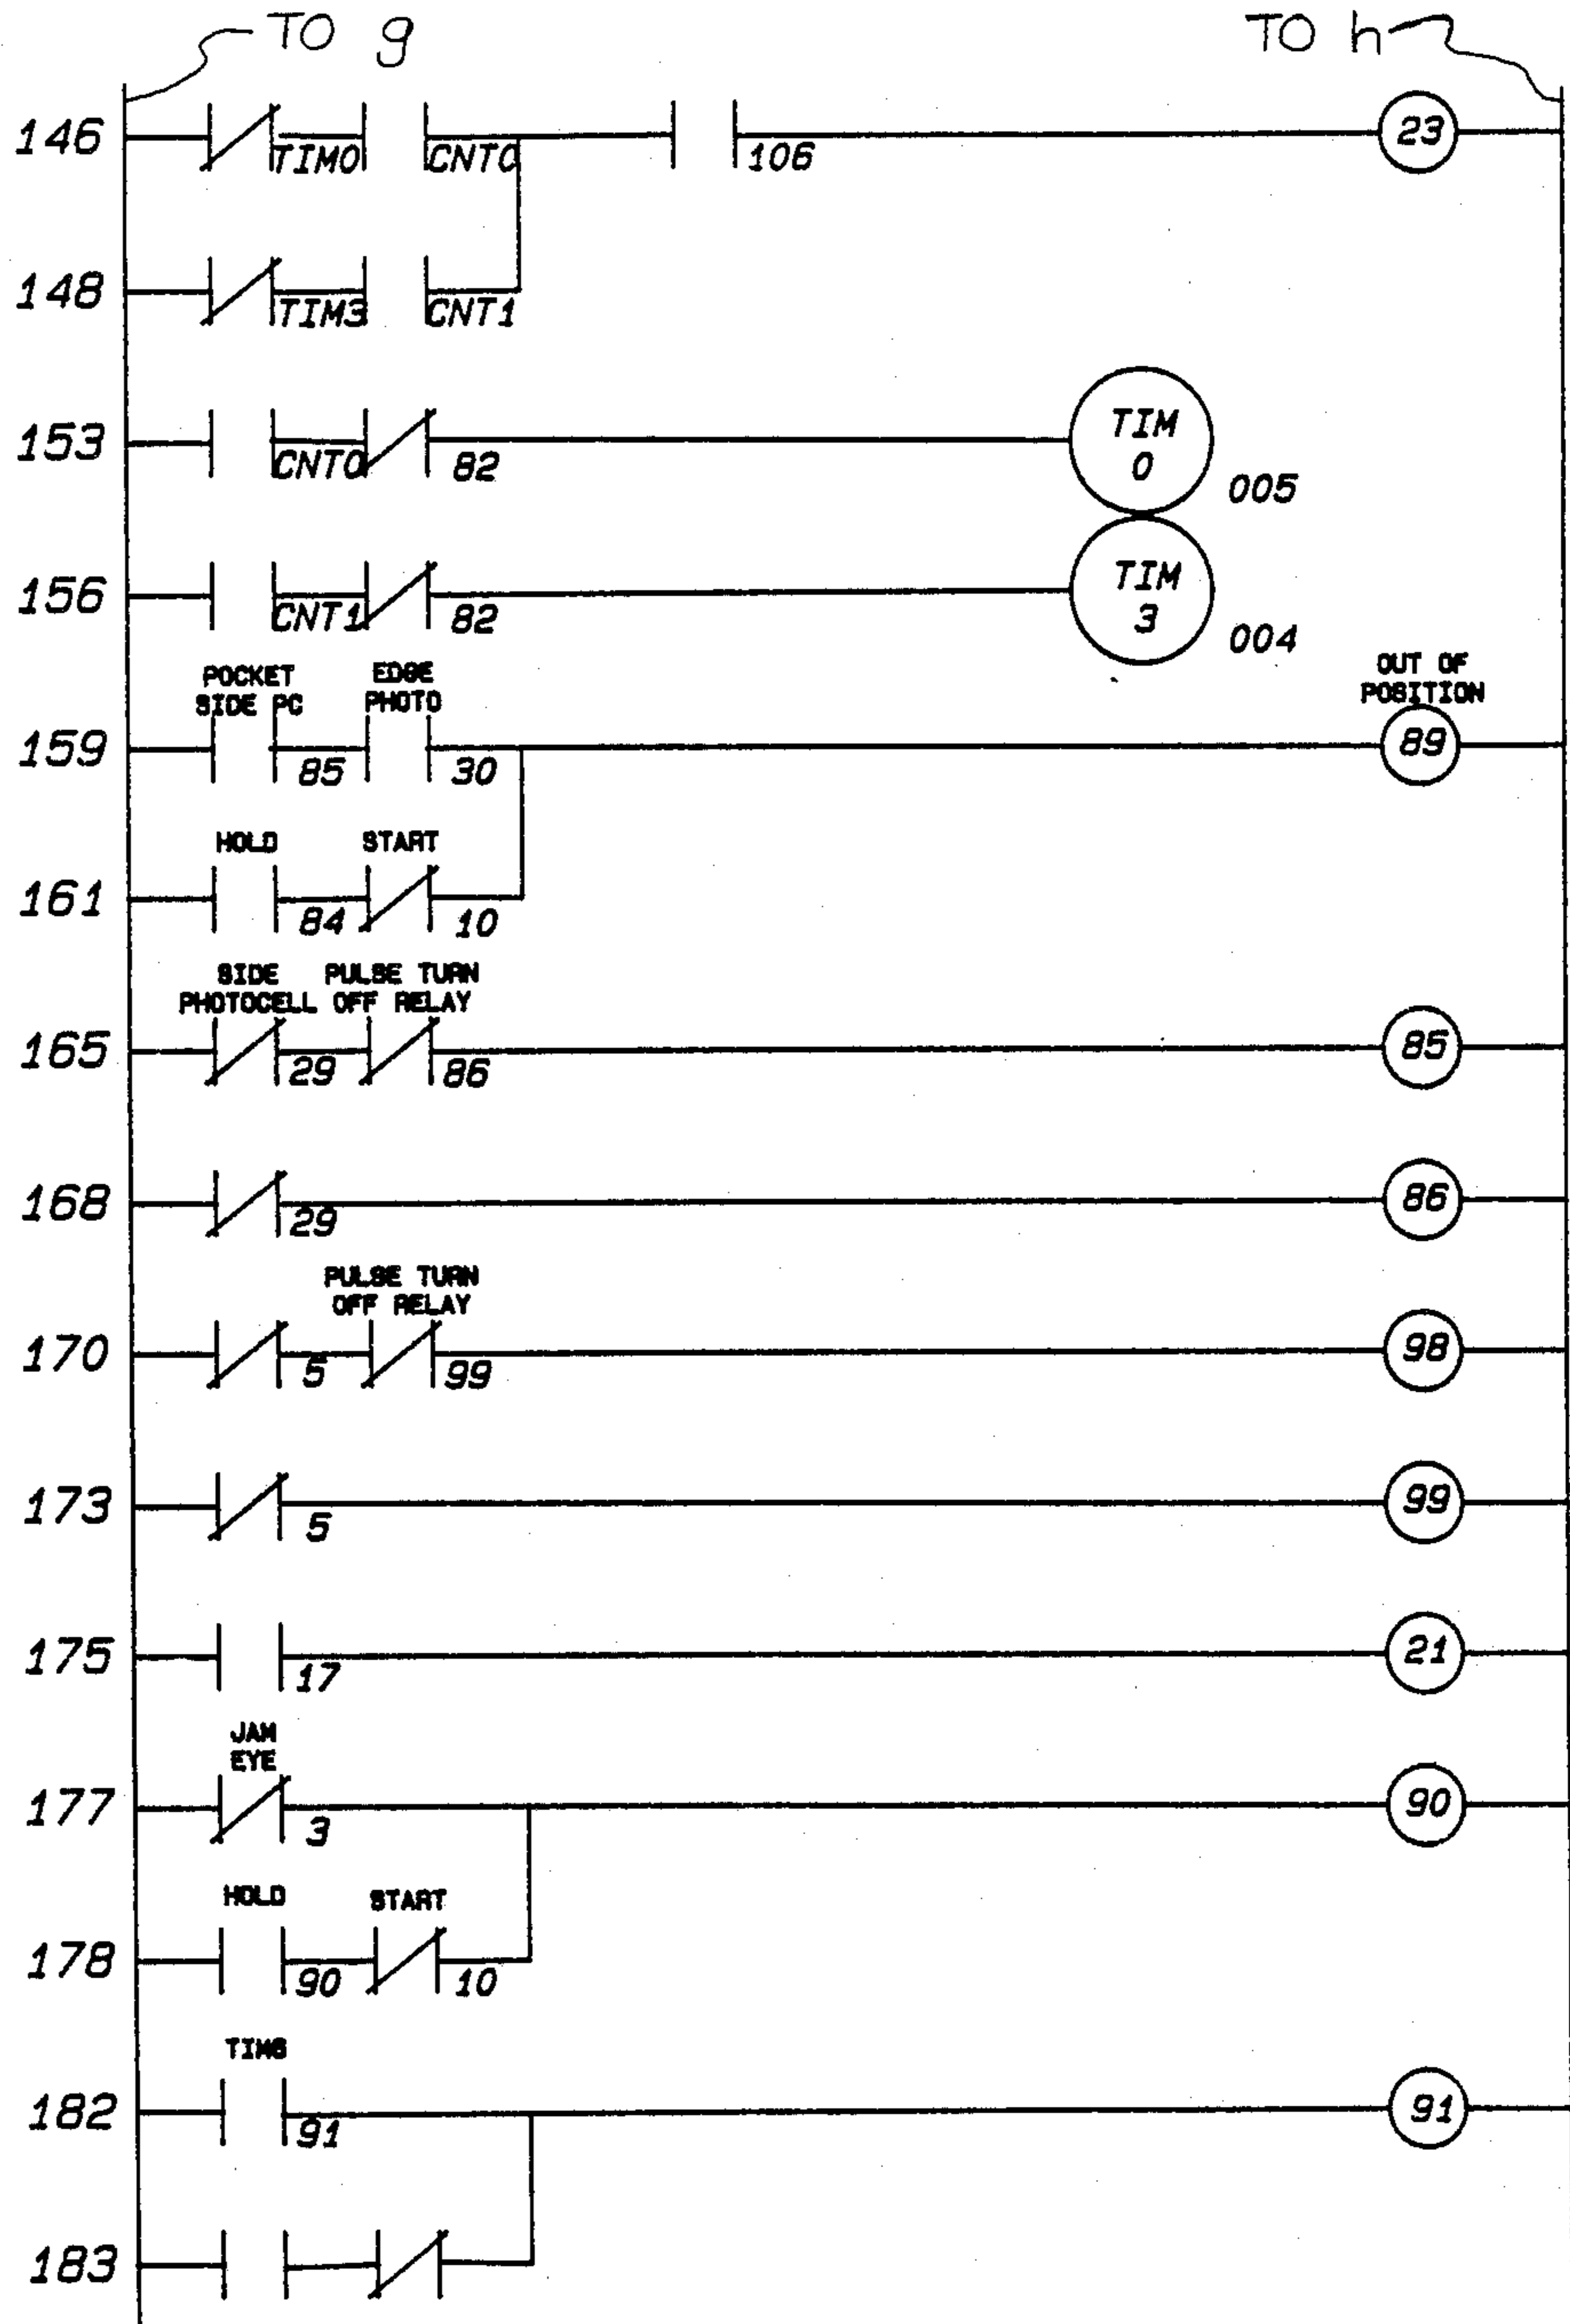 TO g TO h
146 TIM0 CNT0 106 23
148 TIM3 CNT1
153 CNT0 82 TIM 0 005
156 CNT1 82 TIM 3 004
POCKET SIDE PC EDGE PHOTO OUT OF POSITION
159 85 30 89
HOLD START
161 84 10
SIDE PHOTOCELL PULSE TURN OFF RELAY
165 29 86 85
168 29 86
PULSE TURN OFF RELAY
170 5 99 98
173 5 99
175 17 21
JAM EYE
177 3 90
HOLD START
178 90 10
TIM6
182 91 91
183